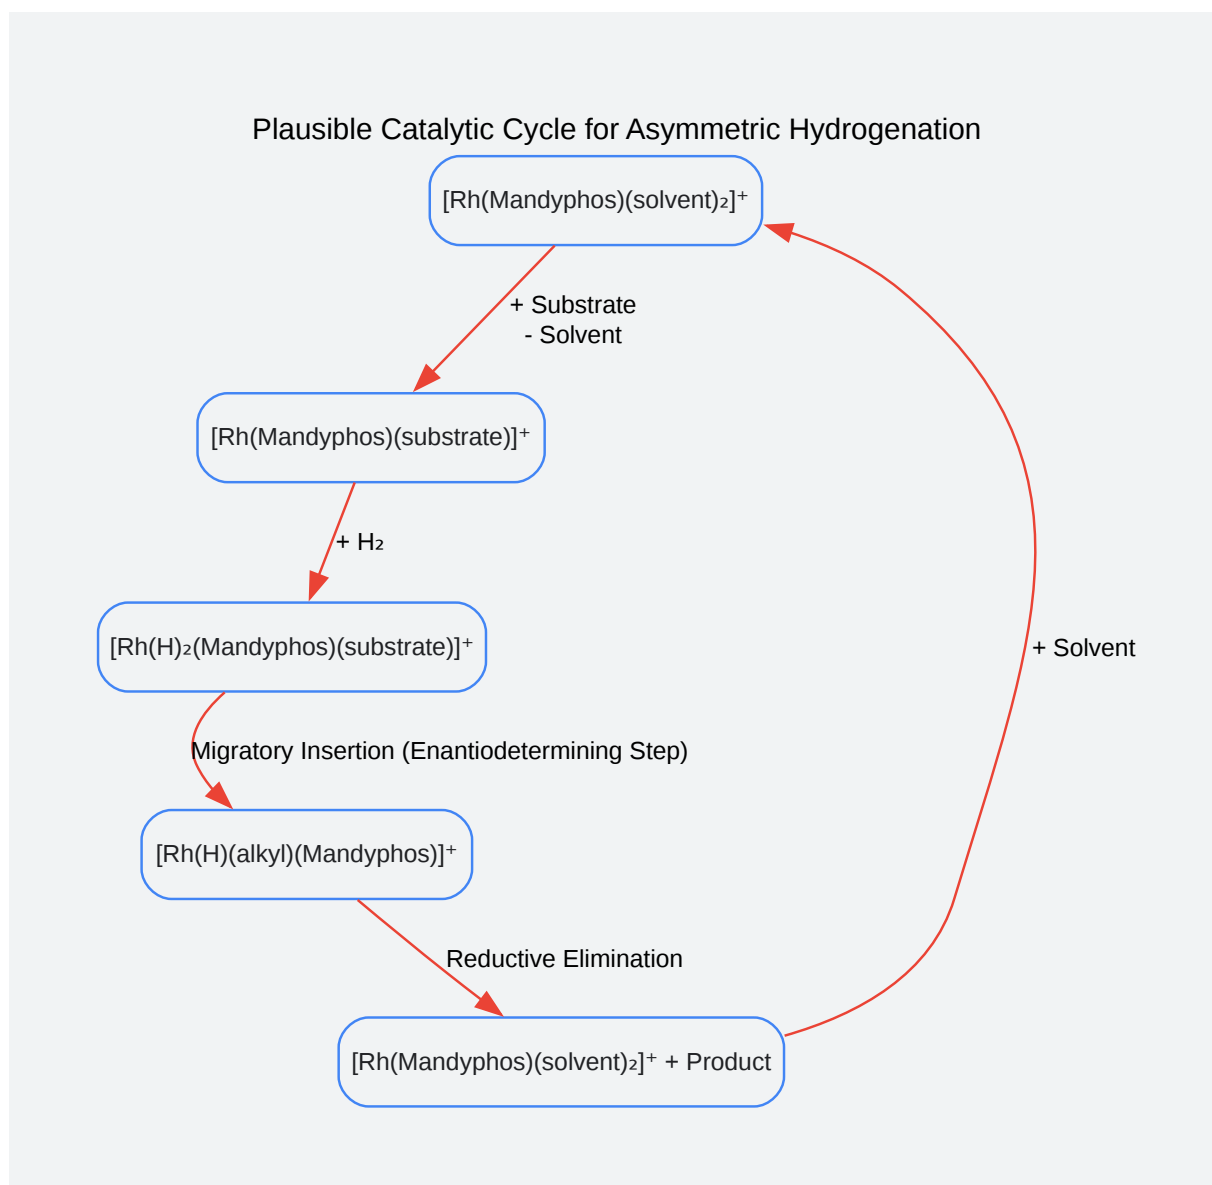 Plausible Catalytic Cycle for Asymmetric Hydrogenation
[Rh(Mandyphos)(solvent)₂]⁺
+ Substrate
- Solvent
[Rh(Mandyphos)(substrate)]⁺
+ H₂
[Rh(H)₂(Mandyphos)(substrate)]⁺
+ Solvent
Migratory Insertion (Enantiodetermining Step)
[Rh(H)(alkyl)(Mandyphos)]⁺
Reductive Elimination
[Rh(Mandyphos)(solvent)₂]⁺ + Product